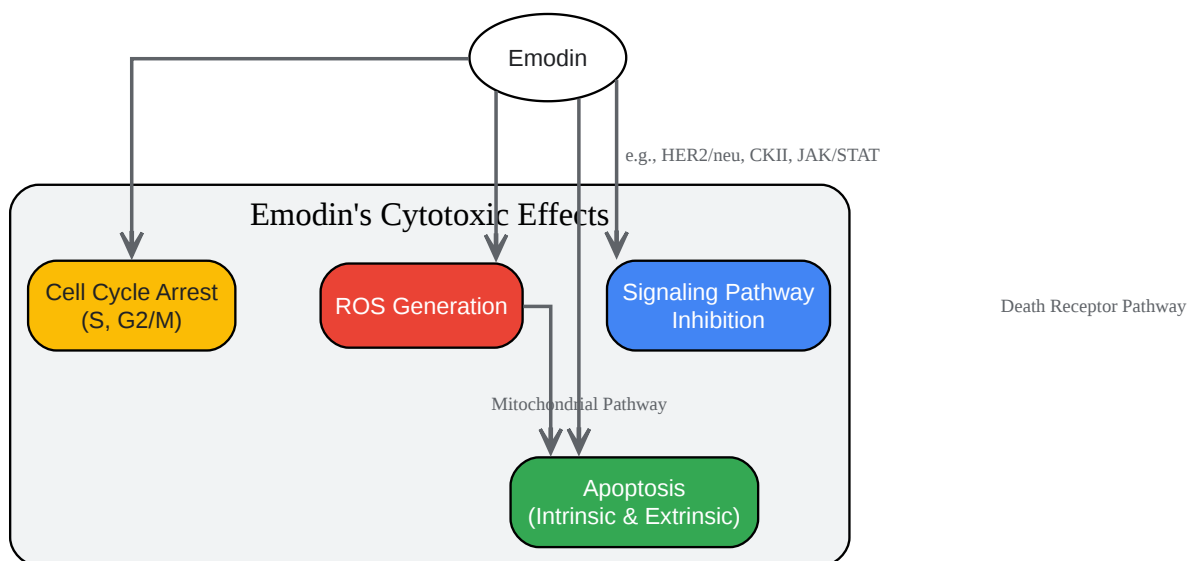 Emodin
e.g., HER2/neu, CKII, JAK/STAT
Emodin's Cytotoxic Effects
Cell Cycle Arrest
(S, G2/M)
ROS Generation
Signaling Pathway
Inhibition
Death Receptor Pathway
Mitochondrial Pathway
Apoptosis
(Intrinsic & Extrinsic)